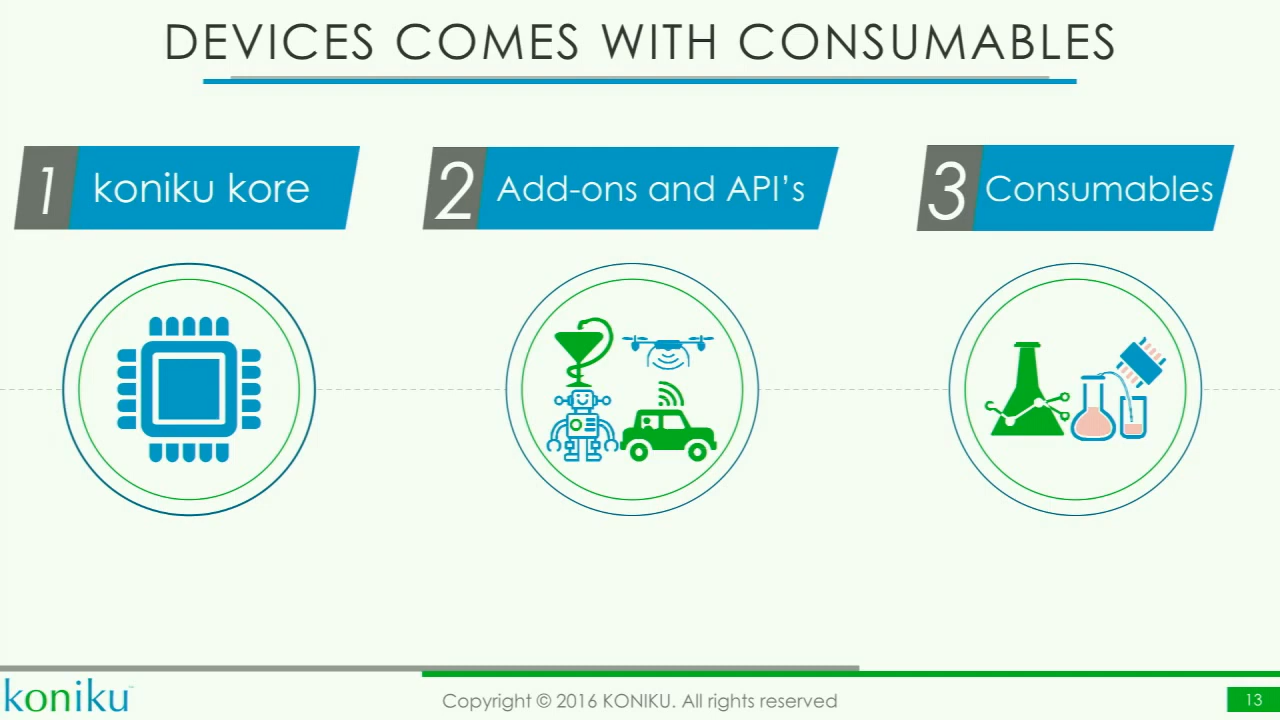 DEVICES COMES WITH CONSUMABLES
1 koniku kore
2 Add-ons and API's
3 Consumables
koniku™
Copyright © 2016 KONIKU. All rights reserved
13